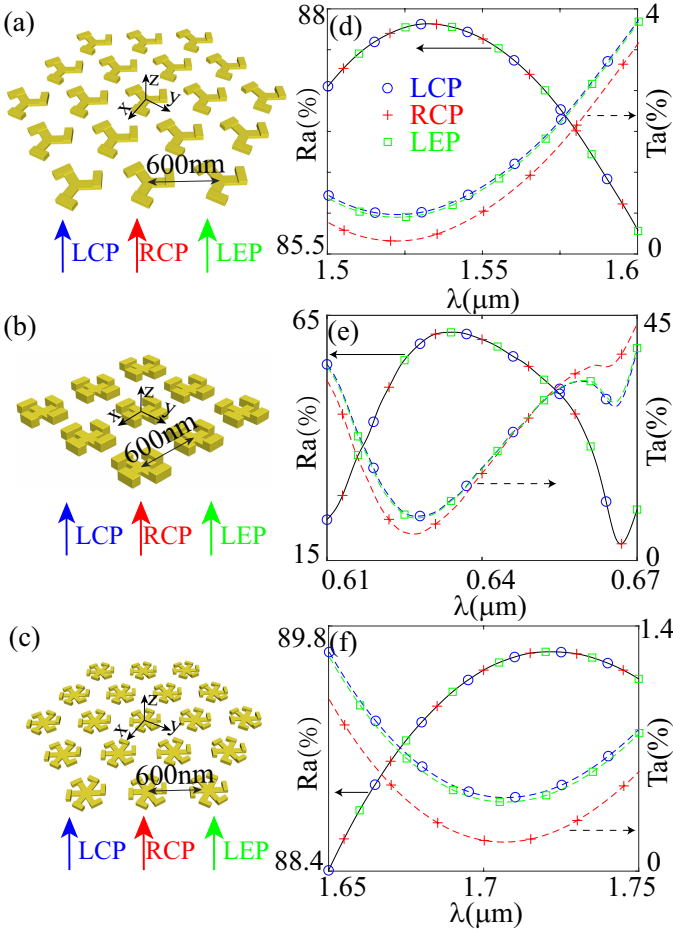 (a)
z
x
y
600nm
LCP RCP LEP
(d)
88
4
Ra(%)
Ta(%)
LCP
RCP
LEP
85.5
0
1.5 1.55 1.6
λ(μm)
(b)
z
x
y
600nm
LCP RCP LEP
(e)
65
45
Ra(%)
Ta(%)
15
0
0.61 0.64 0.67
λ(μm)
(c)
z
x
y
600nm
LCP RCP LEP
(f)
89.8
1.4
Ra(%)
Ta(%)
88.4
0
1.65 1.7 1.75
λ(μm)